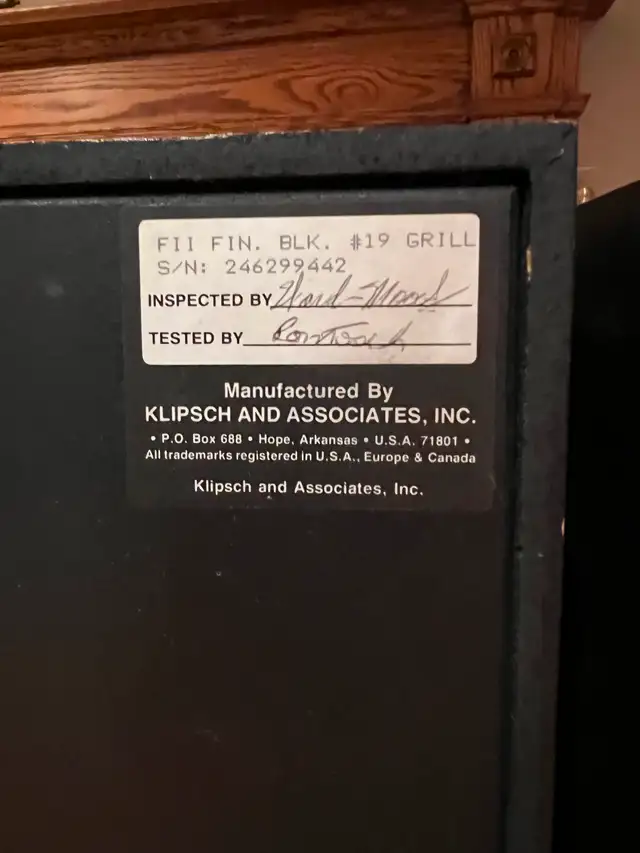 FII FIN. BLK. #19 GRILL
S/N: 246299442
INSPECTED BY
TESTED BY
Manufactured By
KLIPSCH AND ASSOCIATES, INC.
• P.O. Box 688 • Hope, Arkansas • U.S.A. 71801 •
All trademarks registered in U.S.A., Europe & Canada
Klipsch and Associates, Inc.